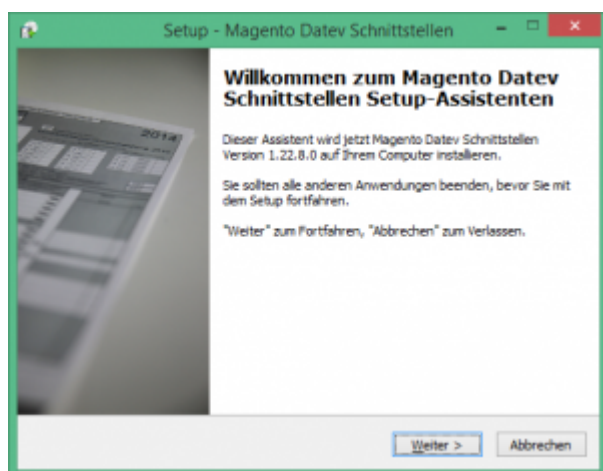 Setup - Magento Datev Schnittstellen
Willkommen zum Magento Datev
Schnittstellen Setup-Assistenten
2014
Dieser Assistent wird jetzt Magento Datev Schnittstellen
Version 1.22.8.0 auf Ihrem Computer installieren.
Sie sollten alle anderen Anwendungen beenden, bevor Sie mit
dem Setup fortfahren.
"Weiter" zum Fortfahren, "Abbrechen" zum Verlassen.
Weiter >
Abbrechen